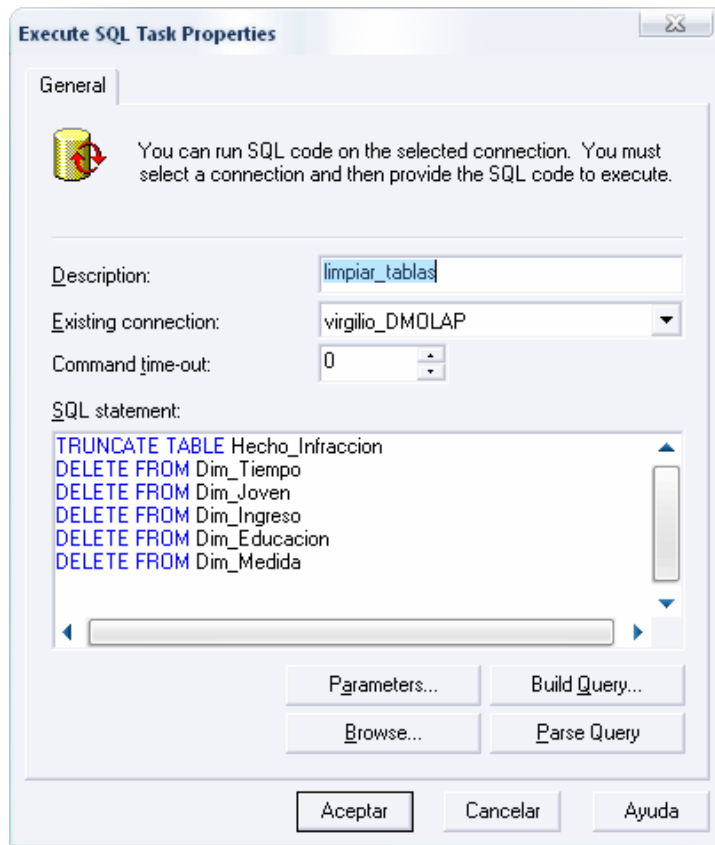 Execute SQL Task Properties
General
You can run SQL code on the selected connection. You must
select a connection and then provide the SQL code to execute.
Description:
limpiar_tablas
Existing connection:
virgilio_DMOLAP
Command time-out:
0
SQL statement:
TRUNCATE TABLE Hecho_Infraccion
DELETE FROM Dim_Tiempo
DELETE FROM Dim_Joven
DELETE FROM Dim_Ingreso
DELETE FROM Dim_Educacion
DELETE FROM Dim_Medida
Parameters...
Build Query...
Browse...
Parse Query
Aceptar
Cancelar
Ayuda